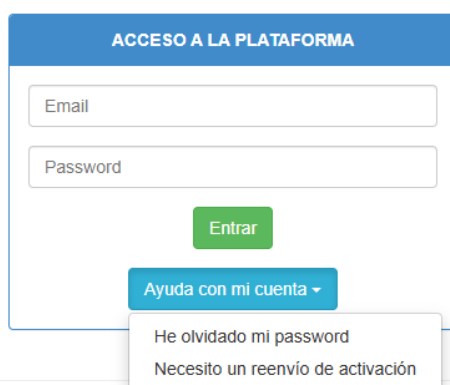 ACCESO A LA PLATAFORMA
Email
Password
Entrar
Ayuda con mi cuenta
He olvidado mi password
Necesito un reenvío de activación